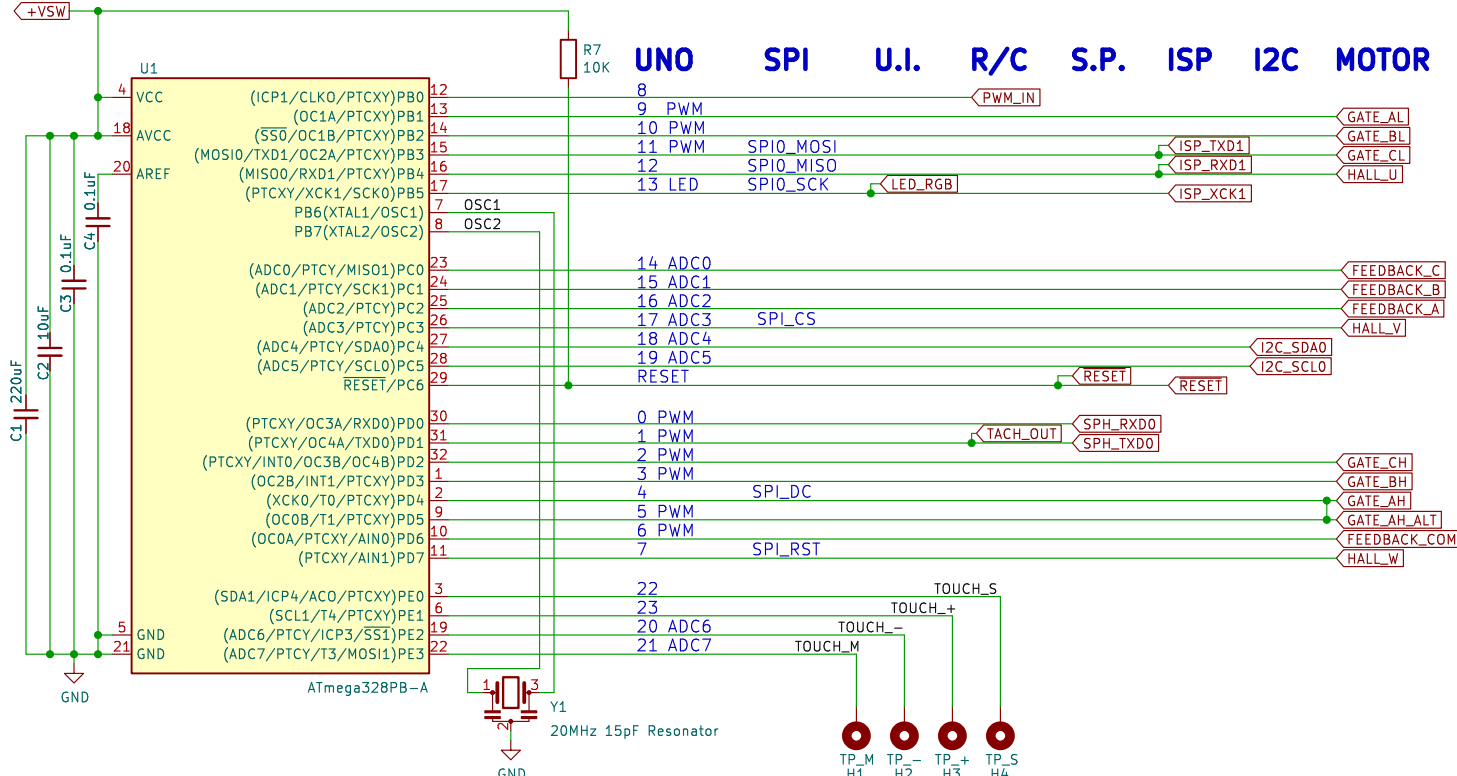 +VSW
R7
10K
UNO SPI U.I. R/C S.P. ISP I2C MOTOR
U1
4 VCC (ICP1/CLKO/PTCXY)PB0 12 8 PWM_IN
(OC1A/PTCXY)PB1 13 9 PWM GATE_AL
18 AVCC (SS0/OC1B/PTCXY)PB2 14 10 PWM GATE_BL
(MOSI0/TXD1/OC2A/PTCXY)PB3 15 11 PWM SPI0_MOSI ISP_TXD1 GATE_CL
20 AREF (MISO0/RXD1/PTCXY)PB4 16 12 SPI0_MISO ISP_RXD1 HALL_U
(PTCXY/XCK1/SCK0)PB5 17 13 LED SPI0_SCK LED_RGB ISP_XCK1
PB6(XTAL1/OSC1) 7 OSC1
PB7(XTAL2/OSC2) 8 OSC2
0.1uF
C4
0.1uF
C3
10uF
C2
220uF
C1
(ADC0/PTCY/MISO1)PC0 23 14 ADC0 FEEDBACK_C
(ADC1/PTCY/SCK1)PC1 24 15 ADC1 FEEDBACK_B
(ADC2/PTCY)PC2 25 16 ADC2 FEEDBACK_A
(ADC3/PTCY)PC3 26 17 ADC3 SPI_CS HALL_V
(ADC4/PTCY/SDA0)PC4 27 18 ADC4 I2C_SDA0
(ADC5/PTCY/SCL0)PC5 28 19 ADC5 I2C_SCL0
RESET/PC6 29 RESET RESET RESET
(PTCXY/OC3A/RXD0)PD0 30 0 PWM SPH_RXD0
(PTCXY/OC4A/TXD0)PD1 31 1 PWM TACH_OUT SPH_TXD0
(PTCXY/INT0/OC3B/OC4B)PD2 32 2 PWM GATE_CH
(OC2B/INT1/PTCXY)PD3 1 3 PWM GATE_BH
(XCK0/T0/PTCXY)PD4 2 4 SPI_DC GATE_AH
(OC0B/T1/PTCXY)PD5 9 5 PWM GATE_AH_ALT
(OC0A/PTCXY/AIN0)PD6 10 6 PWM FEEDBACK_COM
(PTCXY/AIN1)PD7 11 7 SPI_RST HALL_W
(SDA1/ICP4/ACO/PTCXY)PE0 3 22 TOUCH_S
(SCL1/T4/PTCXY)PE1 6 23 TOUCH_+
5 GND (ADC6/PTCY/ICP3/SS1)PE2 19 20 ADC6 TOUCH_-
21 GND (ADC7/PTCY/T3/MOSI1)PE3 22 21 ADC7 TOUCH_M
GND
ATmega328PB-A
1 3
2
Y1
20MHz 15pF Resonator
GND
TP_M TP_- TP_+ TP_S
H1 H2 H3 H4